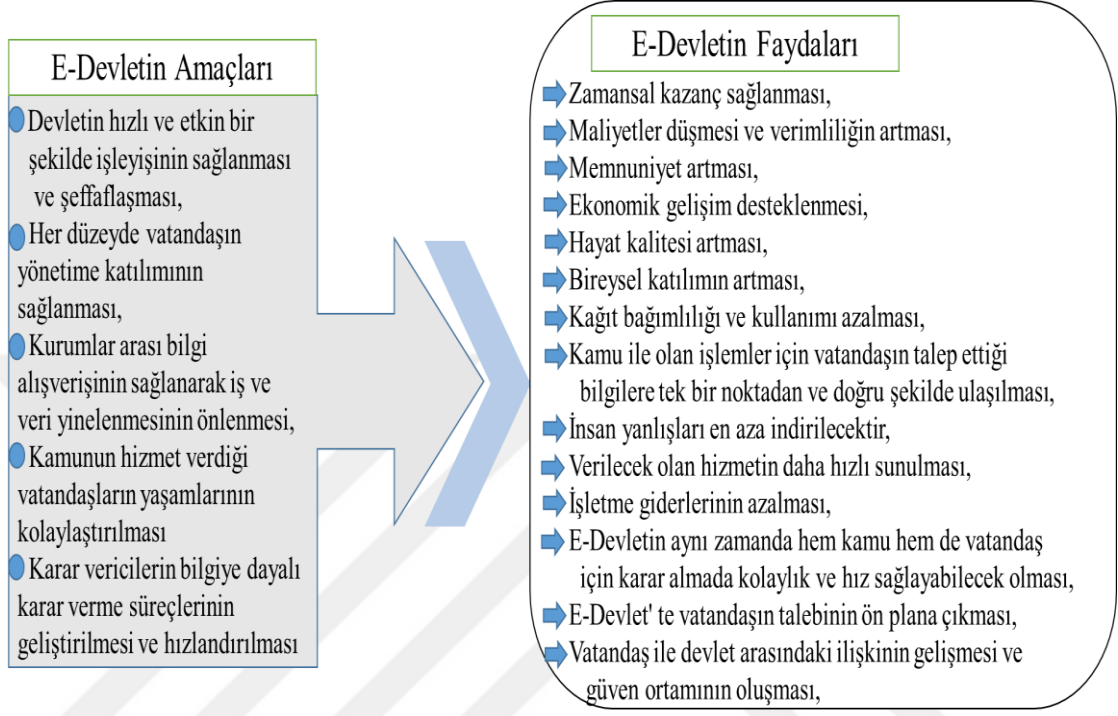 E-Devletin Amaçları
Devletin hızlı ve etkin bir
şekilde işleyişinin sağlanması
ve şeffaflaşması,
Her düzeyde vatandaşın
yönetime katılımının
sağlanması,
Kurumlar arası bilgi
alışverişinin sağlanarak iş ve
veri yinelenmesinin önlenmesi,
Kamunun hizmet verdiği
vatandaşların yaşamlarının
kolaylaştırılması
Karar vericilerin bilgiye dayalı
karar verme süreçlerinin
geliştirilmesi ve hızlandırılması
E-Devletin Faydaları
Zamansal kazanç sağlanması,
Maliyetler düşmesi ve verimliliğin artması,
Memnuniyet artması,
Ekonomik gelişim desteklenmesi,
Hayat kalitesi artması,
Bireysel katılımın artması,
Kağıt bağımlılığı ve kullanımı azalması,
Kamu ile olan işlemler için vatandaşın talep ettiği
bilgilere tek bir noktadan ve doğru şekilde ulaşılması,
İnsan yanlışları en aza indirilecektir,
Verilecek olan hizmetin daha hızlı sunulması,
İşletme giderlerinin azalması,
E-Devletin aynı zamanda hem kamu hem de vatandaş
için karar almada kolaylık ve hız sağlayabilecek olması,
E-Devlet' te vatandaşın talebinin ön plana çıkması,
Vatandaş ile devlet arasındaki ilişkinin gelişmesi ve
güven ortamının oluşması,